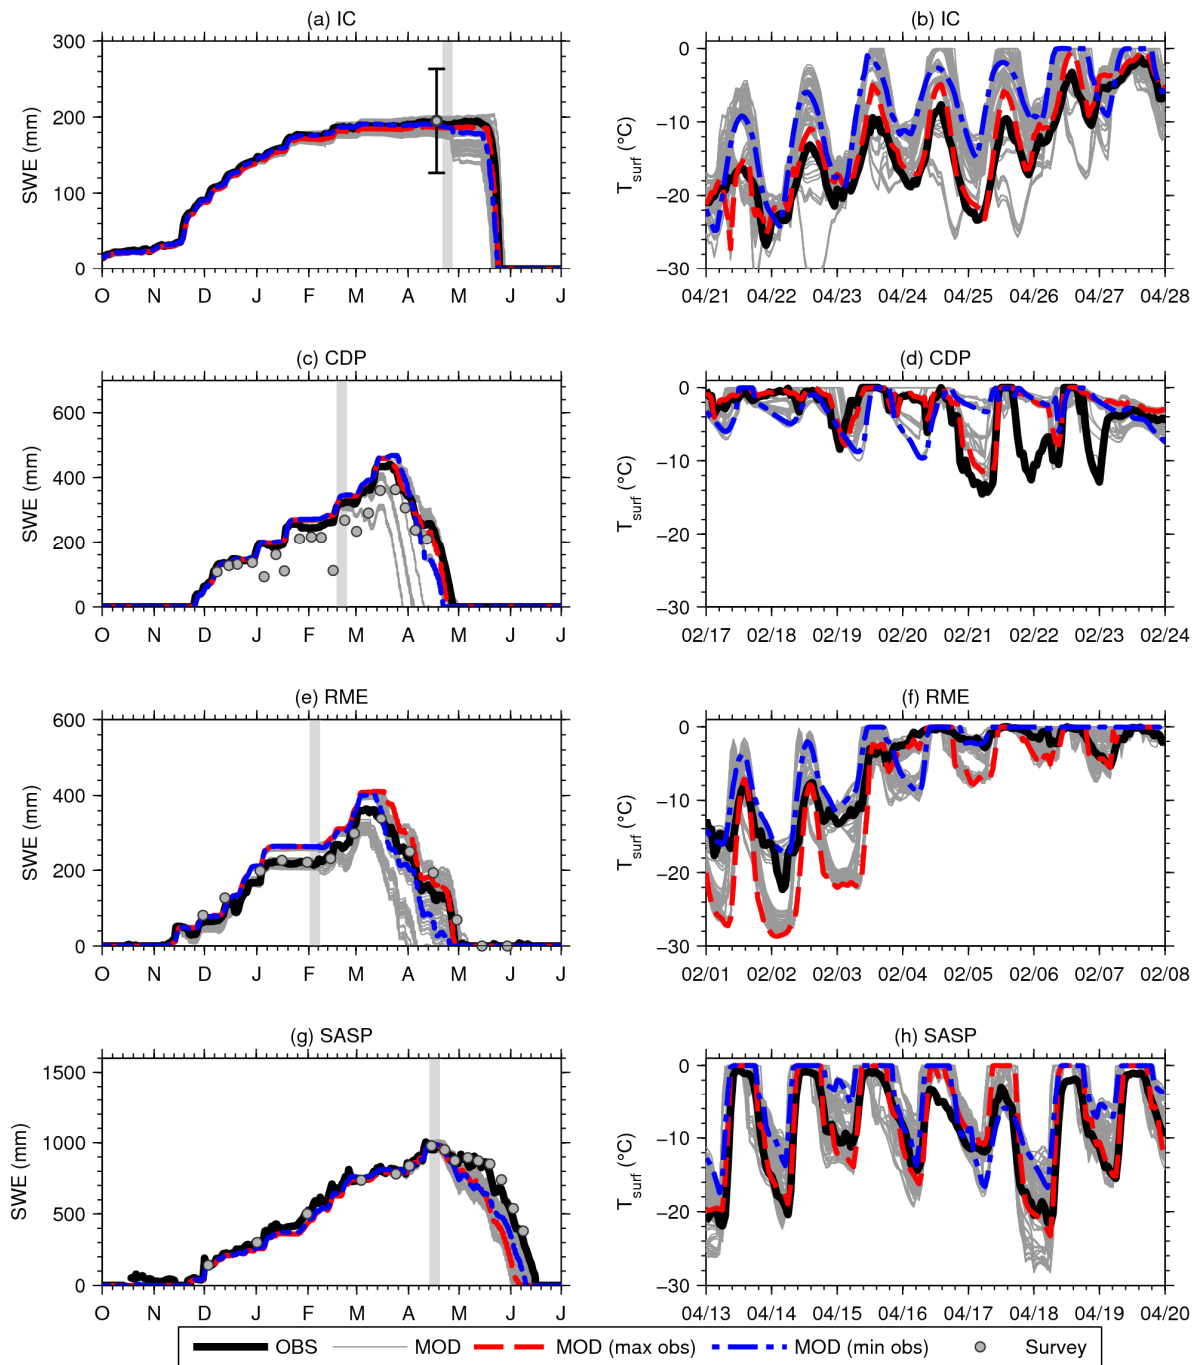 (a) IC
SWE (mm)
300
200
100
0
O N D J F M A M J J
(b) IC
T_surf (°C)
0
−10
−20
−30
04/21 04/22 04/23 04/24 04/25 04/26 04/27 04/28
(c) CDP
SWE (mm)
600
400
200
0
O N D J F M A M J J
(d) CDP
T_surf (°C)
0
−10
−20
−30
02/17 02/18 02/19 02/20 02/21 02/22 02/23 02/24
(e) RME
SWE (mm)
600
400
200
0
O N D J F M A M J J
(f) RME
T_surf (°C)
0
−10
−20
−30
02/01 02/02 02/03 02/04 02/05 02/06 02/07 02/08
(g) SASP
SWE (mm)
1500
1000
500
0
O N D J F M A M J J
(h) SASP
T_surf (°C)
0
−10
−20
−30
04/13 04/14 04/15 04/16 04/17 04/18 04/19 04/20
OBS MOD MOD (max obs) MOD (min obs) Survey